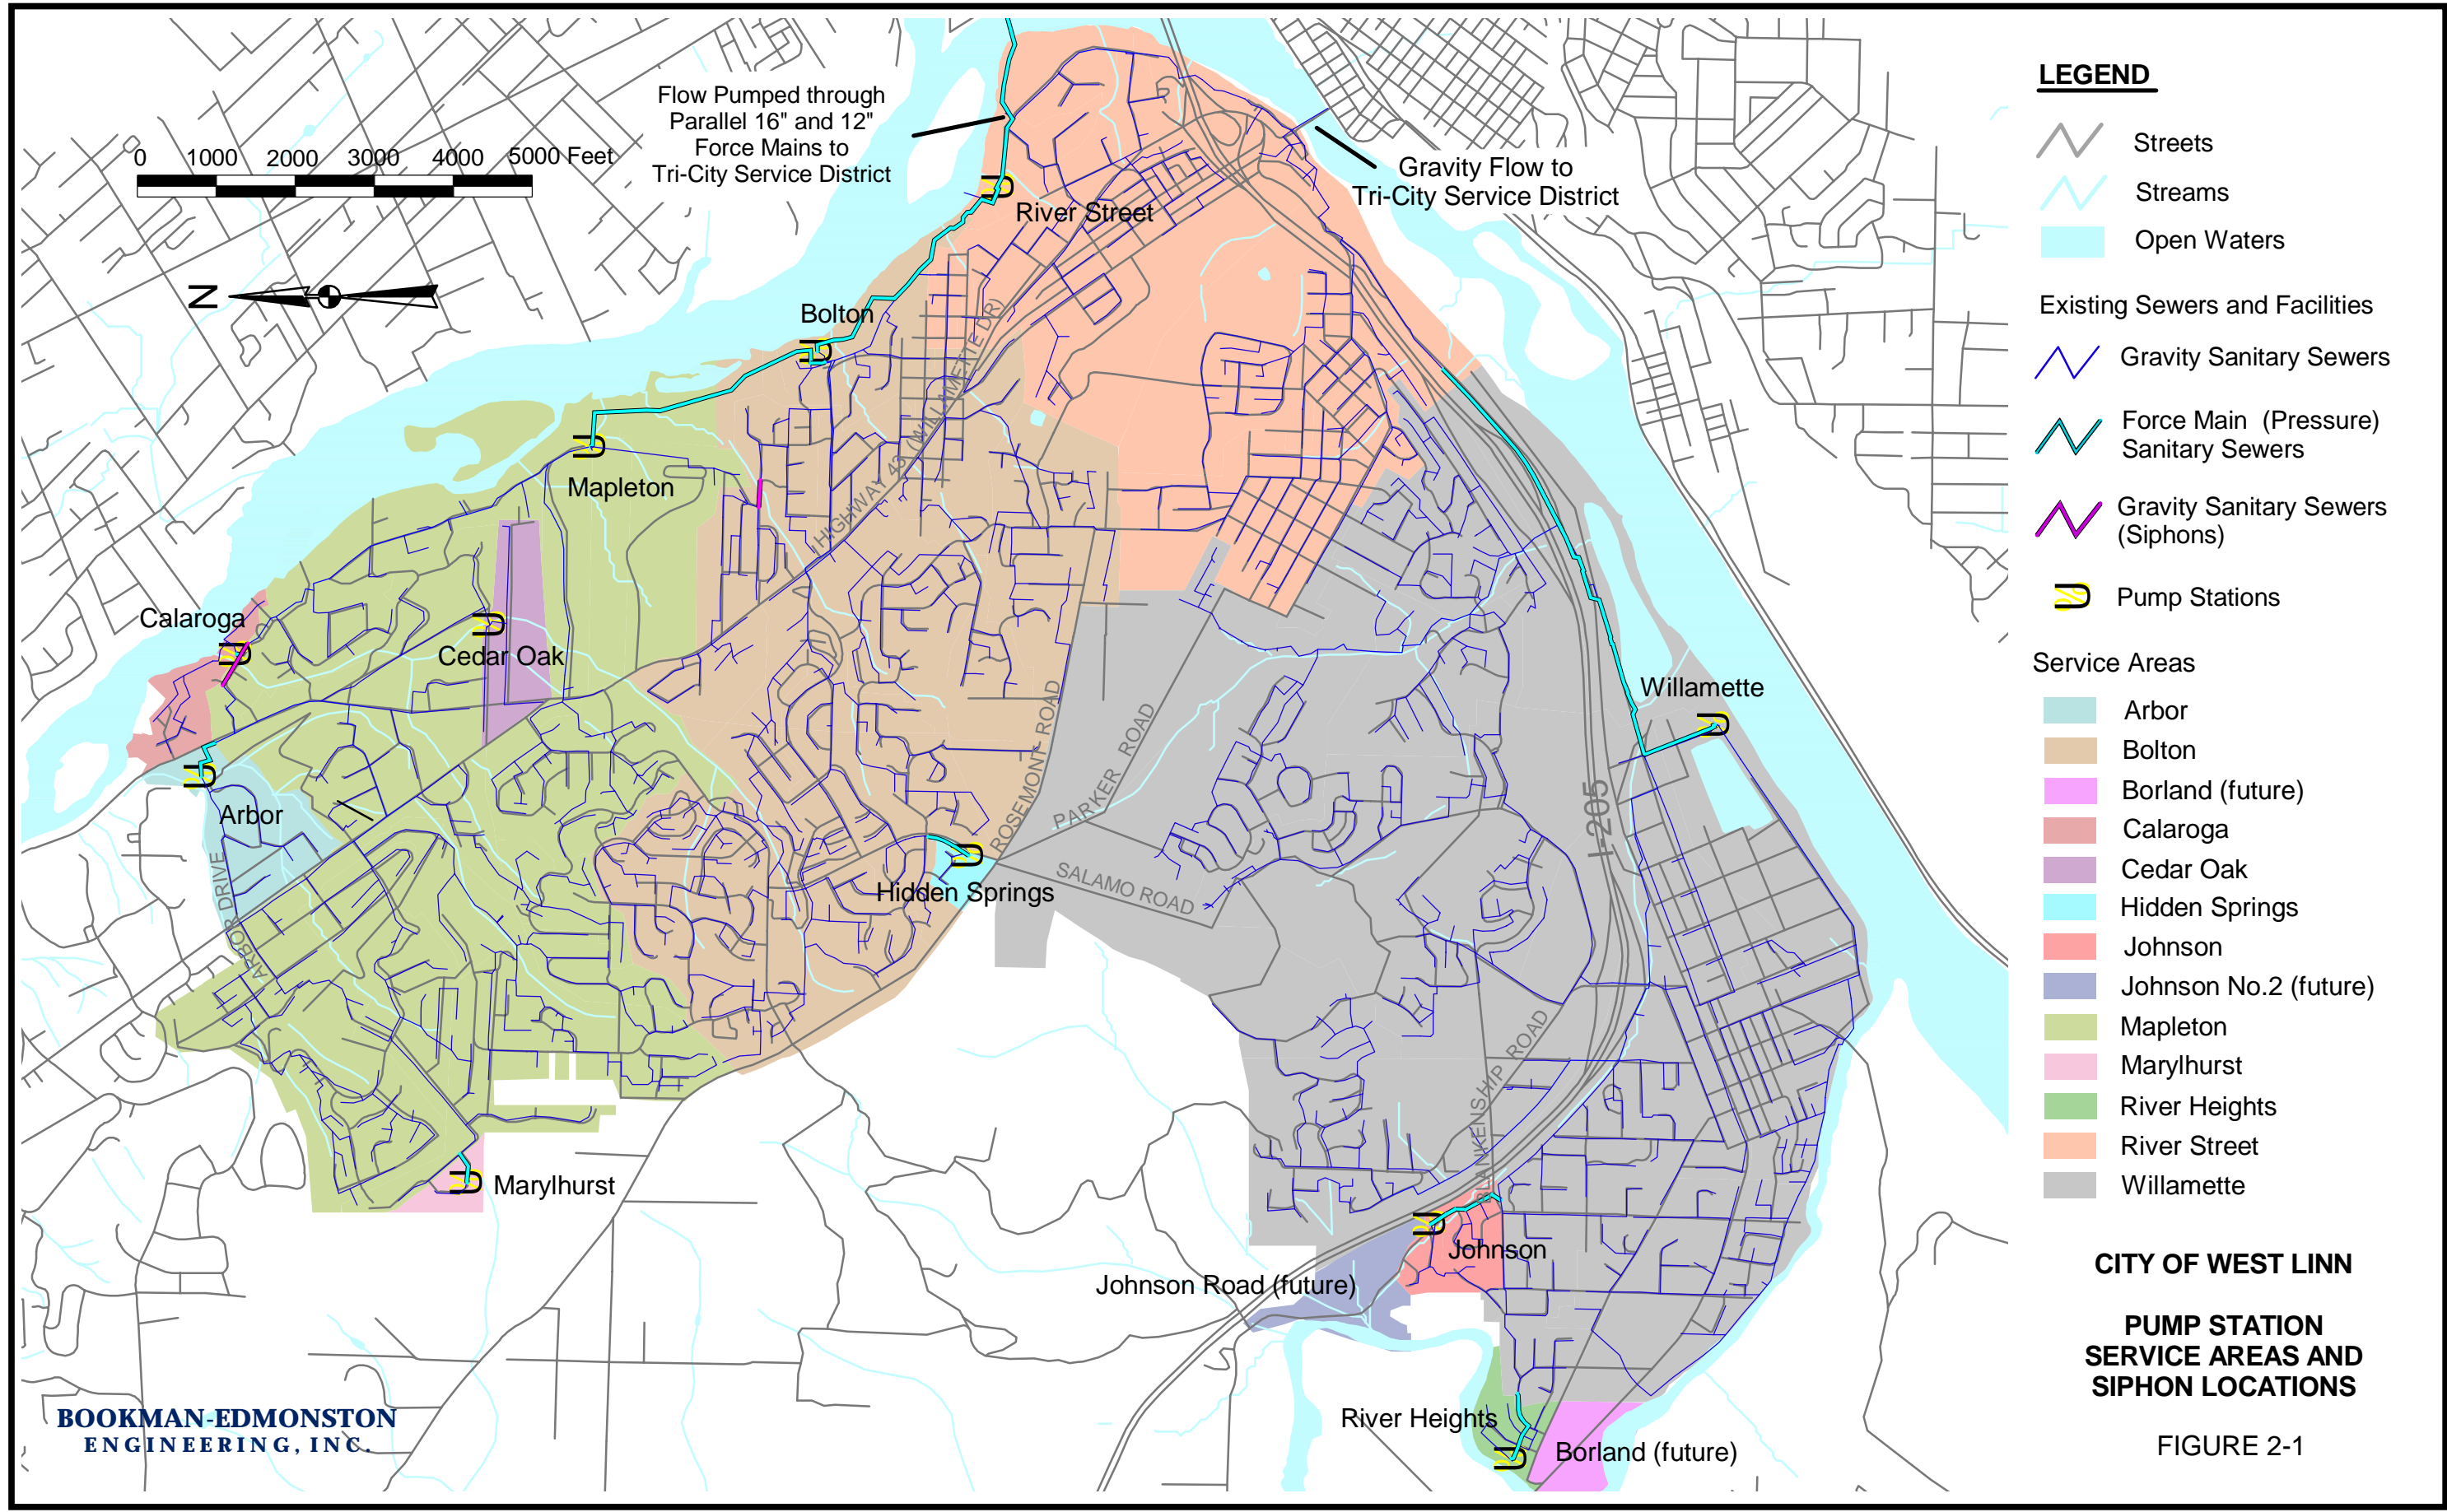 Flow Pumped through
Parallel 16" and 12"
Force Mains to
Tri-City Service District
0 1000 2000 3000 4000 5000 Feet
N
Gravity Flow to
Tri-City Service District
River Street
Bolton
HIGHWAY 43 (WILLAMETTE DR)
Mapleton
Calaroga
Cedar Oak
Willamette
Arbor
ARBOR DRIVE
ROSEMONT ROAD
PARKER ROAD
SALAMO ROAD
I-205
Hidden Springs
BLANKENSHIP ROAD
Marylhurst
Johnson
Johnson Road (future)
River Heights
Borland (future)
BOOKMAN-EDMONSTON
ENGINEERING, INC.
LEGEND
Streets
Streams
Open Waters
Existing Sewers and Facilities
Gravity Sanitary Sewers
Force Main (Pressure)
Sanitary Sewers
Gravity Sanitary Sewers
(Siphons)
Pump Stations
Service Areas
Arbor
Bolton
Borland (future)
Calaroga
Cedar Oak
Hidden Springs
Johnson
Johnson No.2 (future)
Mapleton
Marylhurst
River Heights
River Street
Willamette
CITY OF WEST LINN
PUMP STATION
SERVICE AREAS AND
SIPHON LOCATIONS
FIGURE 2-1